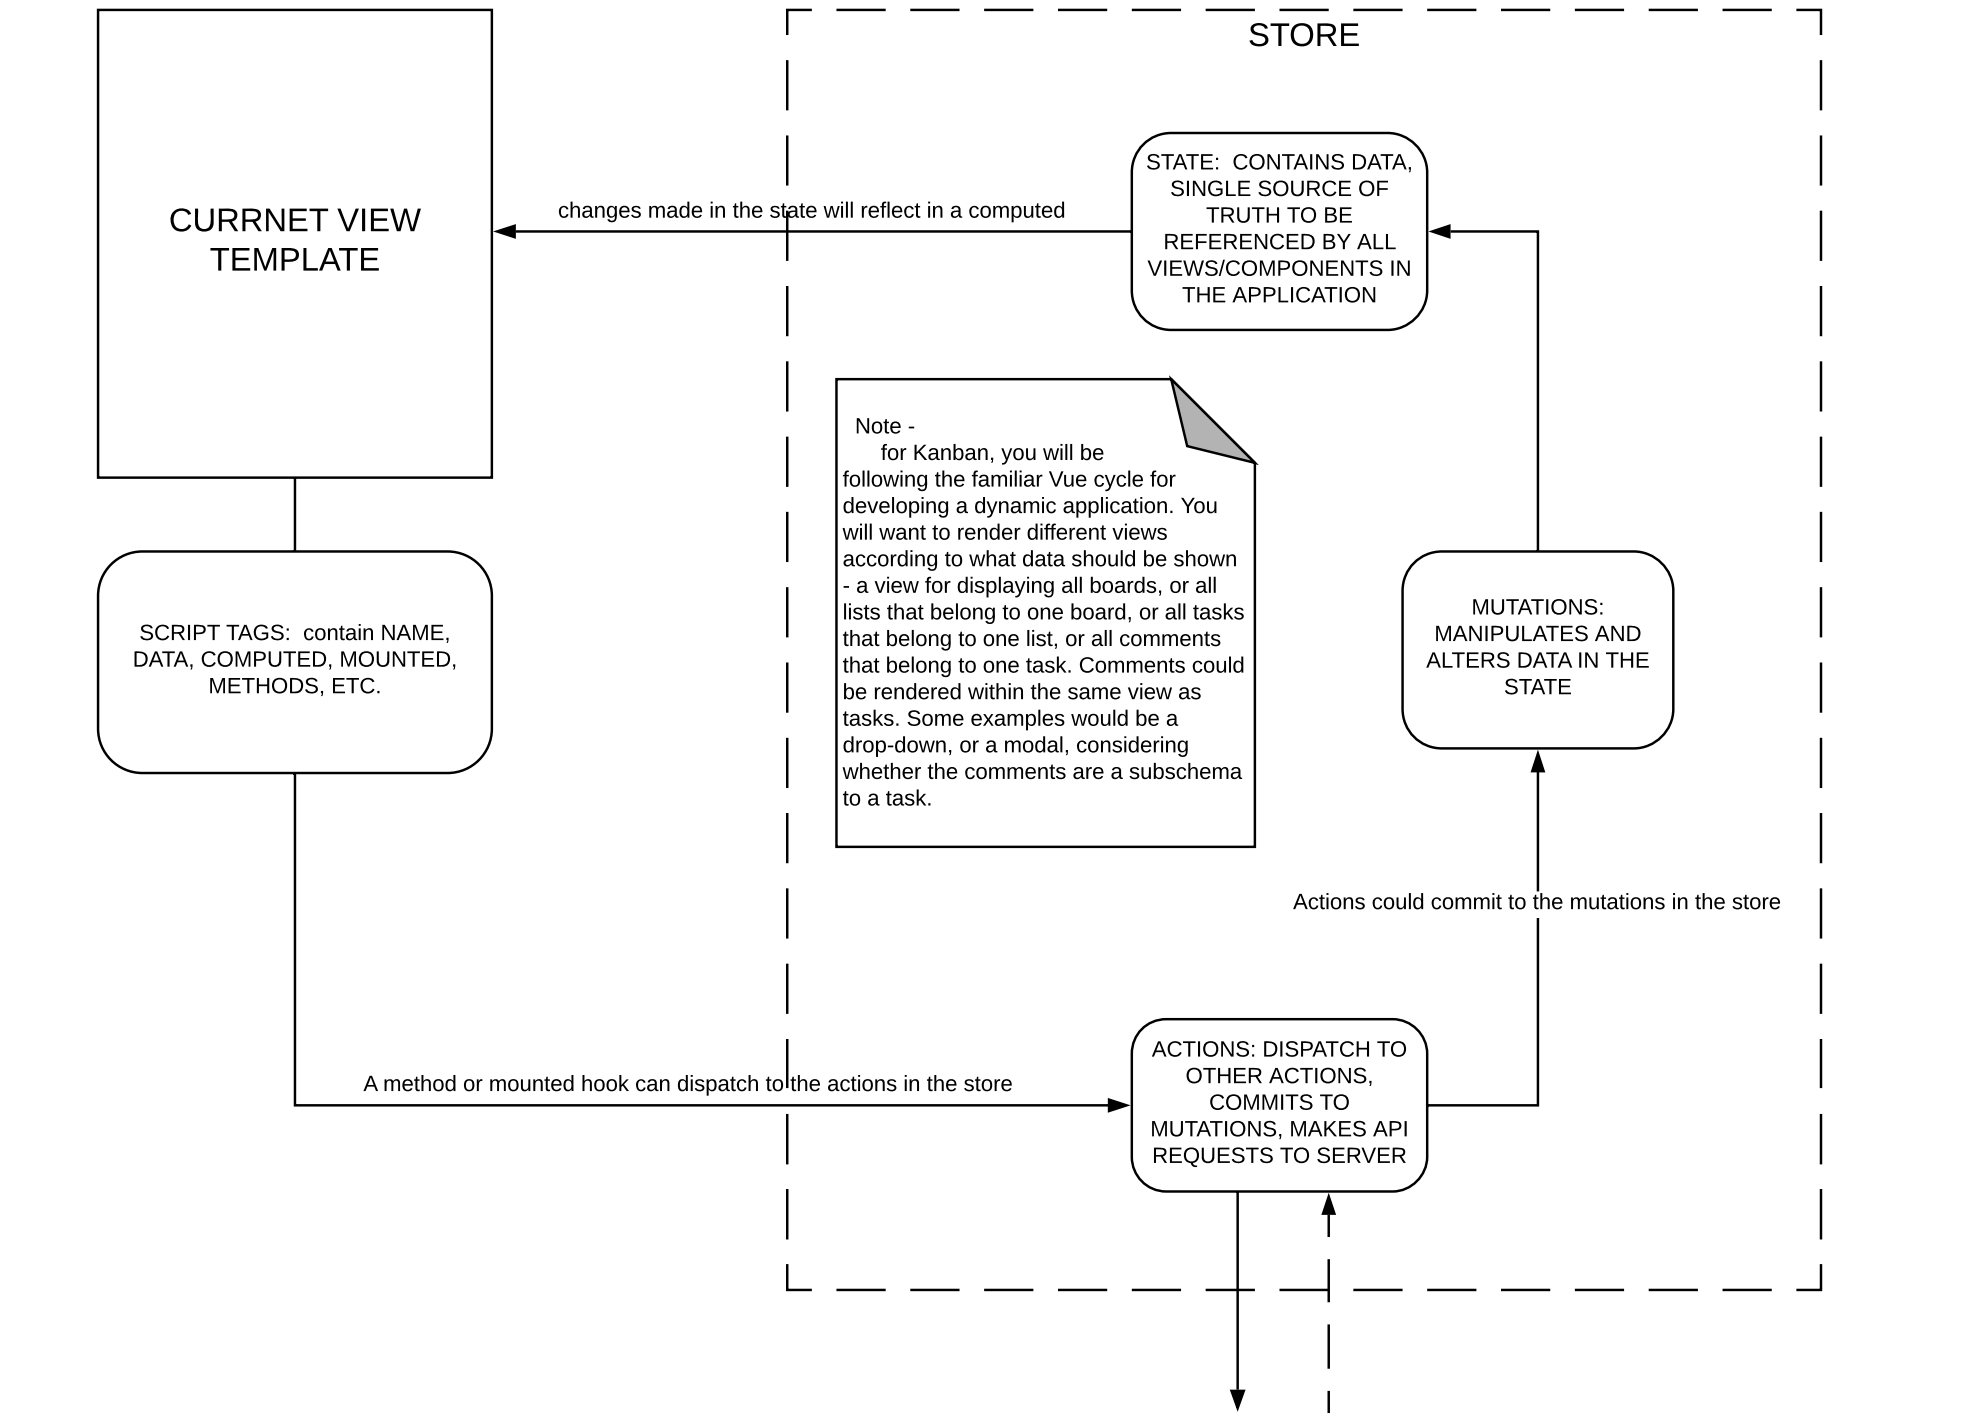 STORE
CURRNET VIEW
TEMPLATE
changes made in the state will reflect in a computed
STATE:  CONTAINS DATA,
SINGLE SOURCE OF
TRUTH TO BE
REFERENCED BY ALL
VIEWS/COMPONENTS IN
THE APPLICATION
Note -
for Kanban, you will be
following the familiar Vue cycle for
developing a dynamic application. You
will want to render different views
according to what data should be shown
- a view for displaying all boards, or all
lists that belong to one board, or all tasks
that belong to one list, or all comments
that belong to one task. Comments could
be rendered within the same view as
tasks. Some examples would be a
drop-down, or a modal, considering
whether the comments are a subschema
to a task.
SCRIPT TAGS:  contain NAME,
DATA, COMPUTED, MOUNTED,
METHODS, ETC.
MUTATIONS:
MANIPULATES AND
ALTERS DATA IN THE
STATE
Actions could commit to the mutations in the store
A method or mounted hook can dispatch to the actions in the store
ACTIONS: DISPATCH TO
OTHER ACTIONS,
COMMITS TO
MUTATIONS, MAKES API
REQUESTS TO SERVER